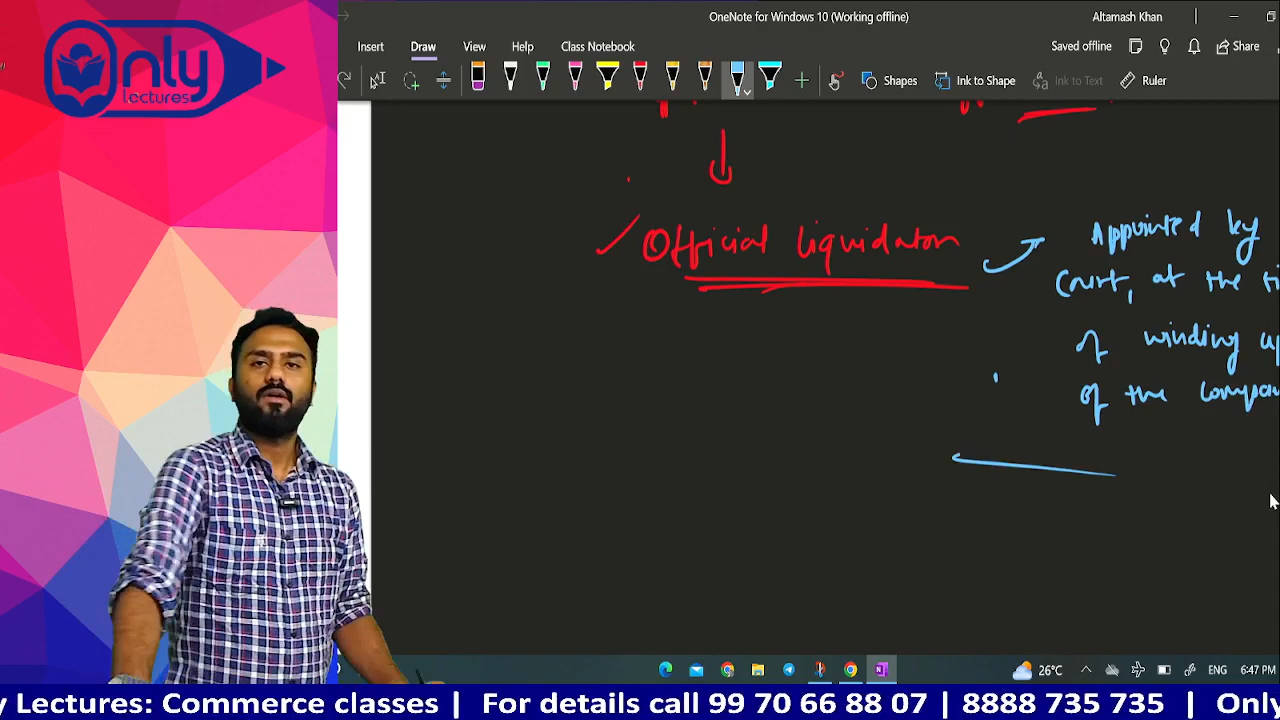 Only
lectures
OneNote for Windows 10 (Working offline)
Altamash Khan
Insert Draw View Help Class Notebook
Saved offline
Share
Shapes
Ink to Shape
Ink to Text
Ruler
Official liquidator
Appointed by
Court, at the ti
of winding up
of the compan
26°C
ENG
6:47 PM
y Lectures: Commerce classes | For details call 99 70 66 88 07 | 8888 735 735 | Only